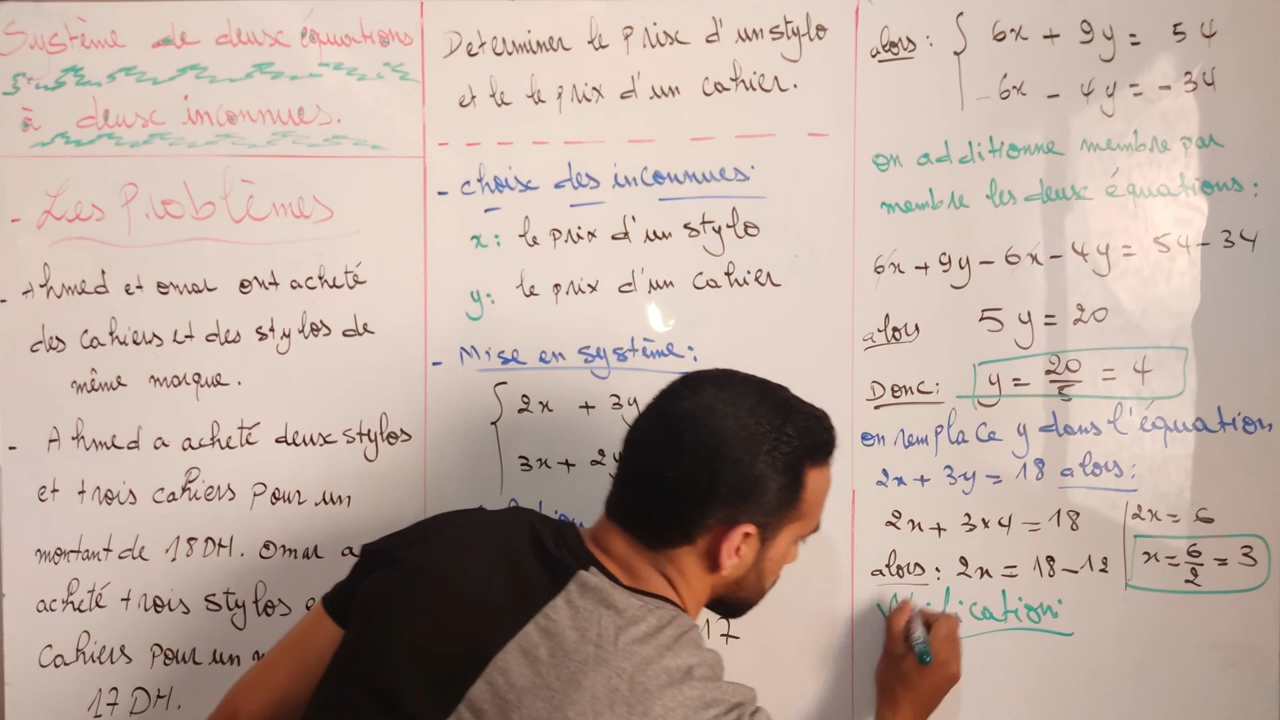 Système de deux équations
à deux inconnues.
- Les Problèmes
- Ahmed et omar ont acheté
des cahiers et des stylos de
même marque.
- Ahmed a acheté deux stylos
et trois cahiers pour un
montant de 18DH. omar a
acheté trois stylos
cahiers pour un
17DH.
Determiner le prix d'un stylo
et le le prix d'un cahier.
- choix des inconnues:
x: le prix d'un stylo
y: le prix d'un cahier
- Mise en système:
2x + 3y
3x + 2y
17
alors: { 6x + 9y = 54
-6x - 4y = -34
on additionne membre par
membre les deux équations:
6x + 9y - 6x - 4y = 54 - 34
alors 5y = 20
Donc: y = 20/5 = 4
on remplace y dans l'équation
2x + 3y = 18 alors:
2x + 3×4 = 18
alors: 2x = 18 - 12
2x = 6
x = 6/2 = 3